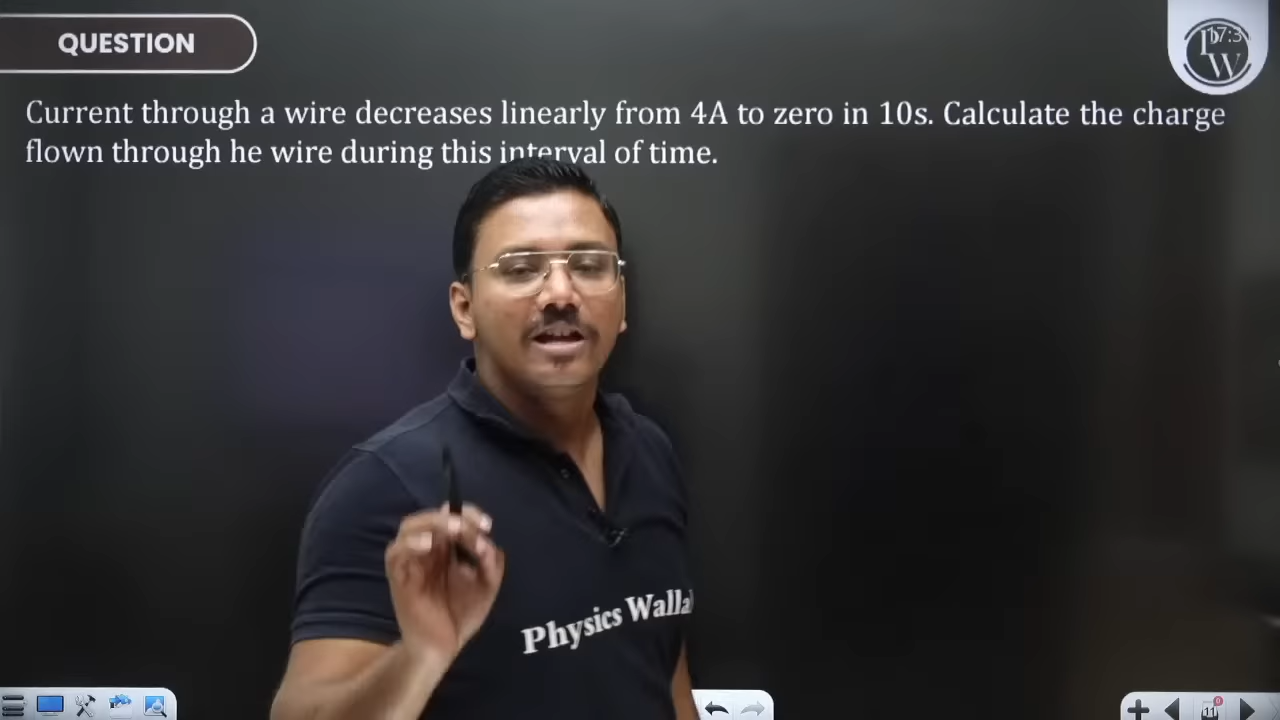 QUESTION
Current through a wire decreases linearly from 4A to zero in 10s. Calculate the charge
flown through he wire during this interval of time.
Physics Walla
11